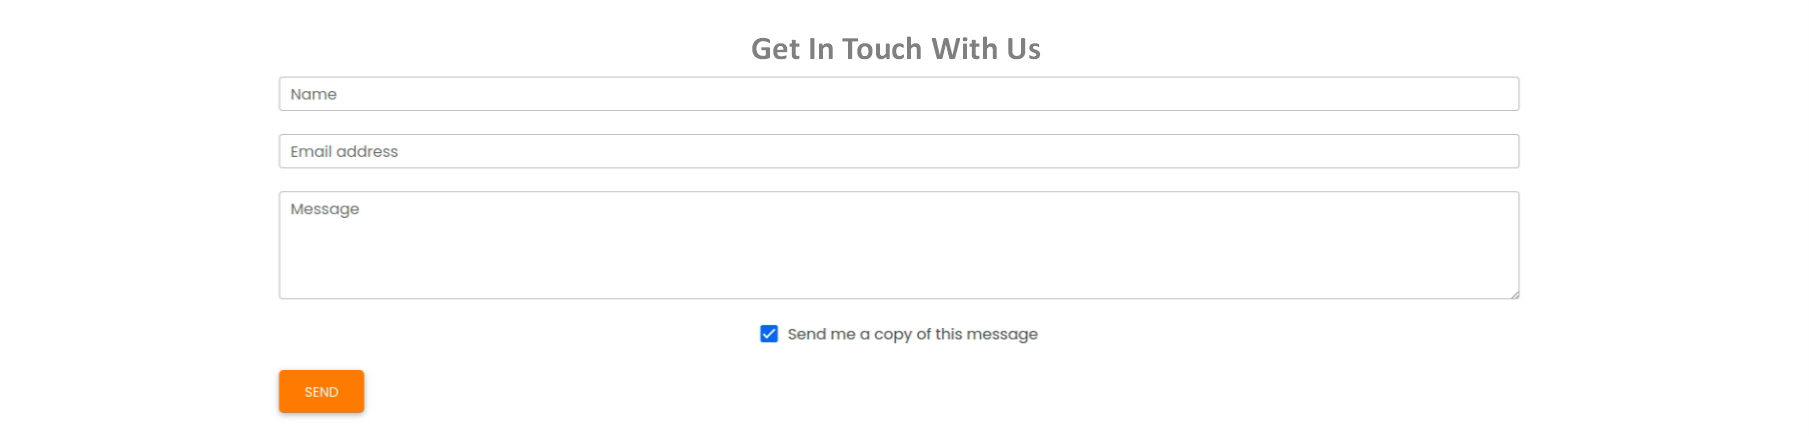 Get In Touch With Us
Name
Email address
Message
Send me a copy of this message
SEND